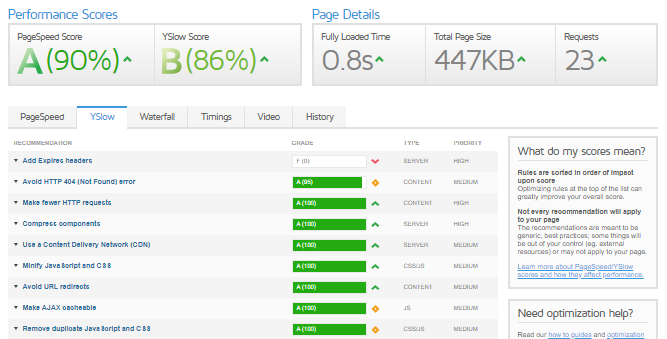 Performance Scores
Page Details
PageSpeed Score
A (90%)
YSlow Score
B (86%)
Fully Loaded Time
0.8s
Total Page Size
447KB
Requests
23
PageSpeed YSlow Waterfall Timings Video History
RECOMMENDATION GRADE TYPE PRIORITY
Add Expires headers F (0) SERVER HIGH
Avoid HTTP 404 (Not Found) error A (95) CONTENT MEDIUM
Make fewer HTTP requests A (100) CONTENT HIGH
Compress components A (100) SERVER HIGH
Use a Content Delivery Network (CDN) A (100) SERVER MEDIUM
Minify JavaScript and CSS A (100) CSS/JS MEDIUM
Avoid URL redirects A (100) CONTENT MEDIUM
Make AJAX cacheable A (100) JS MEDIUM
Remove duplicate JavaScript and CSS A (100) CSS/JS MEDIUM
What do my scores mean?
Rules are sorted in order of impact
upon score
Optimizing rules at the top of the list can
greatly improve your overall score.
Not every recommendation will apply
to your page
The recommendations are meant to be
generic, best practices; some things will
be out of your control (eg. external
resources) or may not apply to your page.
Learn more about PageSpeed/YSlow
scores and how they affect performance.
Need optimization help?
Read our how to guides and optimization